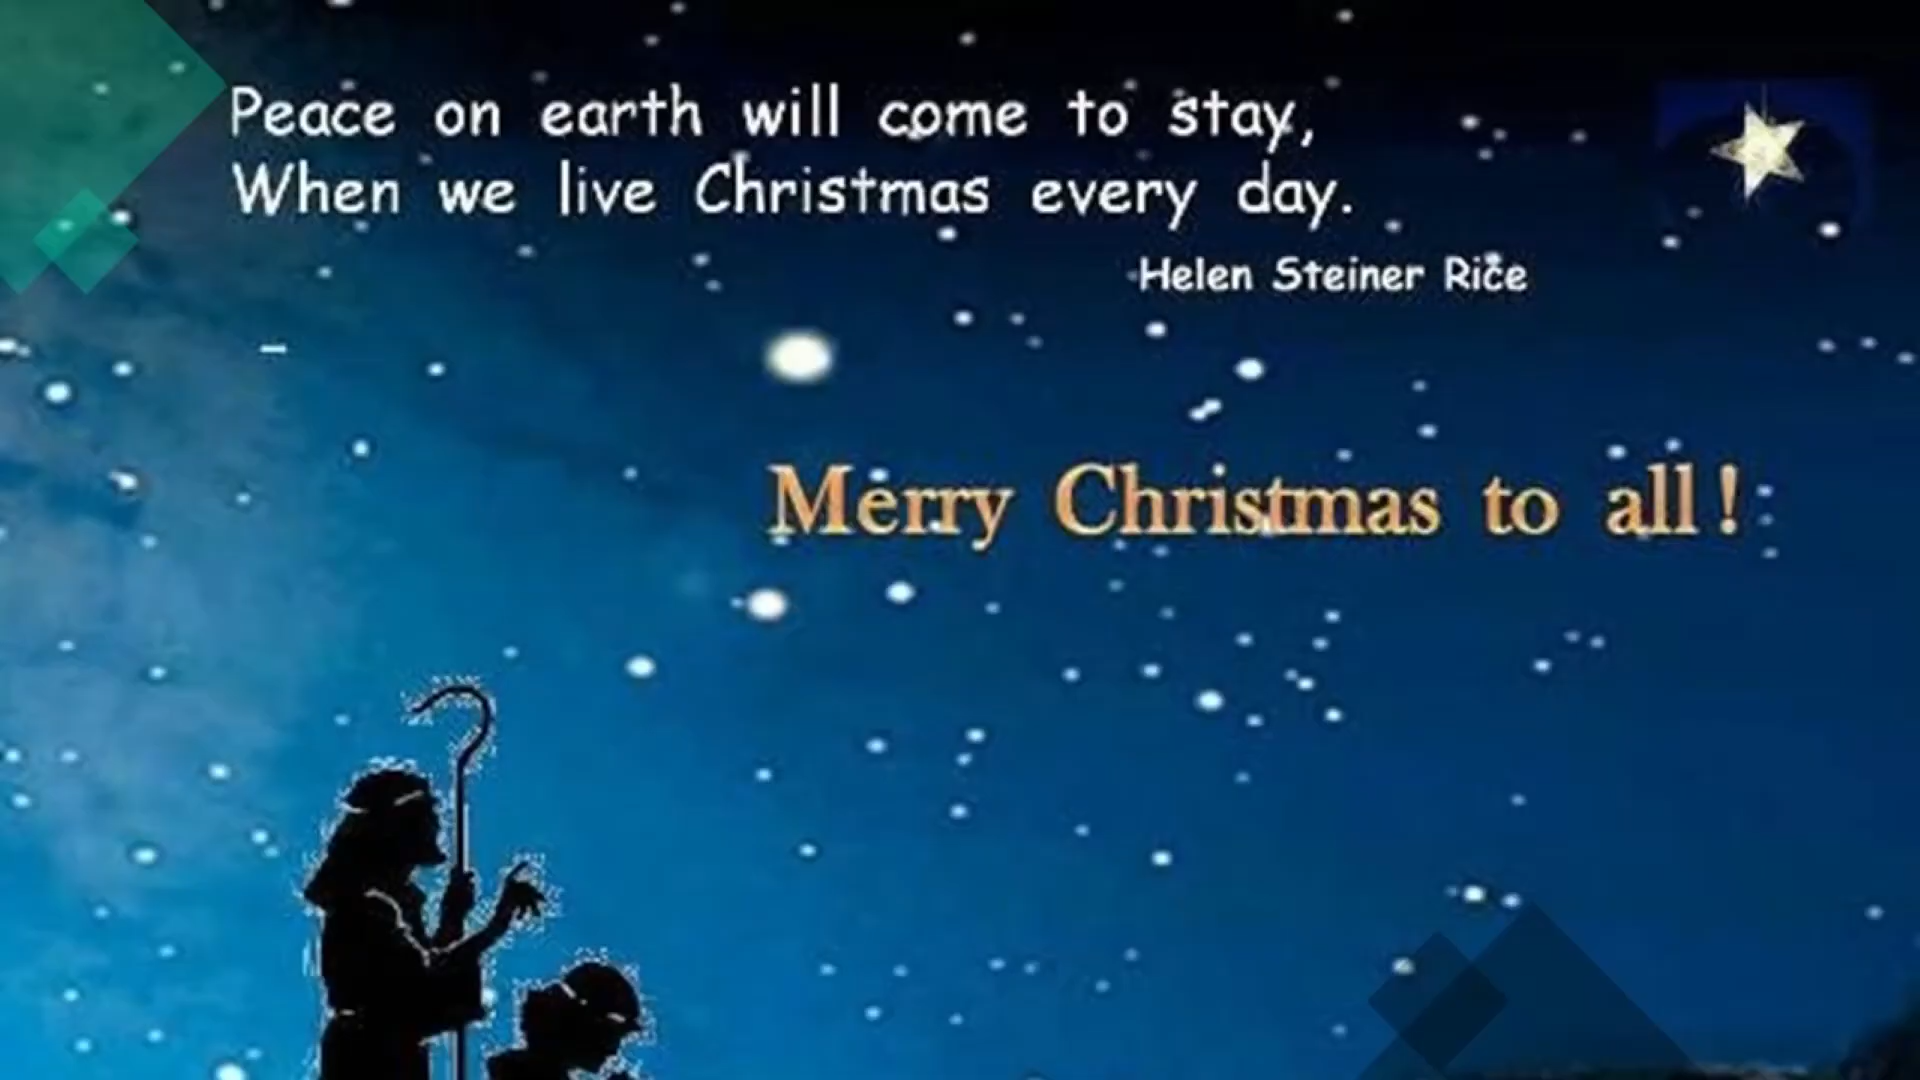 Peace on earth will come to stay,
When we live Christmas every day.
-Helen Steiner Rice
Merry Christmas to all!